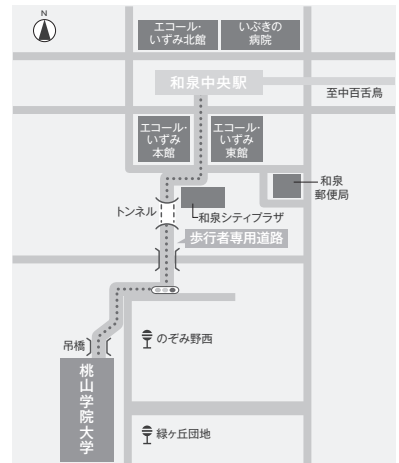 N
エコール・
いずみ北館
いぶきの
病院
和泉中央駅
至中百舌鳥
エコール・
いずみ
本館
エコール・
いずみ
東館
和泉
郵便局
トンネル
和泉シティプラザ
歩行者専用道路
のぞみ野西
吊橋
桃山学院大学
緑ヶ丘団地